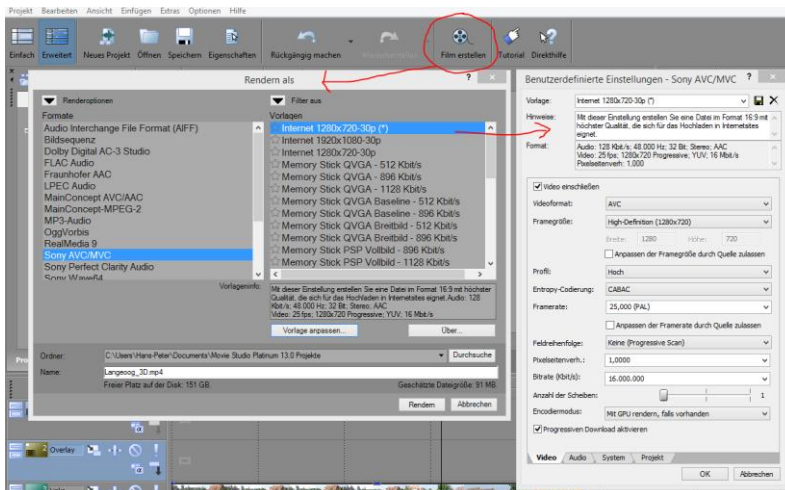 Projekt Bearbeiten Ansicht Einfügen Extras Optionen Hilfe
Einfach Erweitert Neues Projekt Öffnen Speichern Eigenschaften Rückgängig machen Film erstellen Tutorial Direkthilfe
Rendern als
Renderoptionen
Filter aus
Formate
Audio Interchange File Format (AIFF)
Bildsequenz
Dolby Digital AC-3 Studio
FLAC Audio
Fraunhofer AAC
LPEC Audio
MainConcept AVC/AAC
MainConcept-MPEG-2
MP3-Audio
OggVorbis
RealMedia 9
Sony AVC/MVC
Sony Perfect Clarity Audio
Sony Wave64
Vorlagen
Internet 1280x720-30p (*)
Internet 1920x1080-30p
Internet 1280x720-30p
Memory Stick QVGA - 512 Kbit/s
Memory Stick QVGA - 896 Kbit/s
Memory Stick QVGA - 1128 Kbit/s
Memory Stick QVGA Baseline - 512 Kbit/s
Memory Stick QVGA Baseline - 896 Kbit/s
Memory Stick QVGA Breitbild - 512 Kbit/s
Memory Stick QVGA Breitbild - 896 Kbit/s
Memory Stick PSP Vollbild - 896 Kbit/s
Memory Stick PSP Vollbild - 1128 Kbit/s
Vorlageninfo:
Mit dieser Einstellung erstellen Sie eine Datei im Format 16:9 mit höchster
Qualität, die sich für das Hochladen in Internetsites eignet. Audio: 128
Kbit/s; 48.000 Hz; 32 Bit; Stereo; AAC
Video: 25 fps; 1280x720 Progressive; YUV; 16 Mbit/s
Vorlage anpassen...
Über...
Ordner: C:\Users\Hans-Peter\Documents\Movie Studio Platinum 13.0 Projekte
Durchsuche
Name: Langeoog_3D.mp4
Freier Platz auf der Disk: 151 GB.
Geschätzte Dateigröße: 91 MB
Rendern
Abbrechen
2 Overlay
Benutzerdefinierte Einstellungen - Sony AVC/MVC
Vorlage: Internet 1280x720-30p (*)
Hinweise: Mit dieser Einstellung erstellen Sie eine Datei im Format 16:9 mit
höchster Qualität, die sich für das Hochladen in Internetsites
eignet.
Format: Audio: 128 Kbit/s; 48.000 Hz; 32 Bit; Stereo; AAC
Video: 25 fps; 1280x720 Progressive; YUV; 16 Mbit/s
Pixelseitenverh: 1,000
Video einschließen
Videoformat: AVC
Framegröße: High-Definition (1280x720)
Breite: 1280 Höhe: 720
Anpassen der Framegröße durch Quelle zulassen
Profil: Hoch
Entropy-Codierung: CABAC
Framerate: 25,000 (PAL)
Anpassen der Framerate durch Quelle zulassen
Feldreihenfolge: Keine (Progressive Scan)
Pixelseitenverh.: 1,0000
Bitrate (Kbit/s): 16.000.000
Anzahl der Scheiben: 1
Encodiermodus: Mit GPU rendern, falls vorhanden
Progressiven Download aktivieren
Video Audio System Projekt
OK
Abbrechen